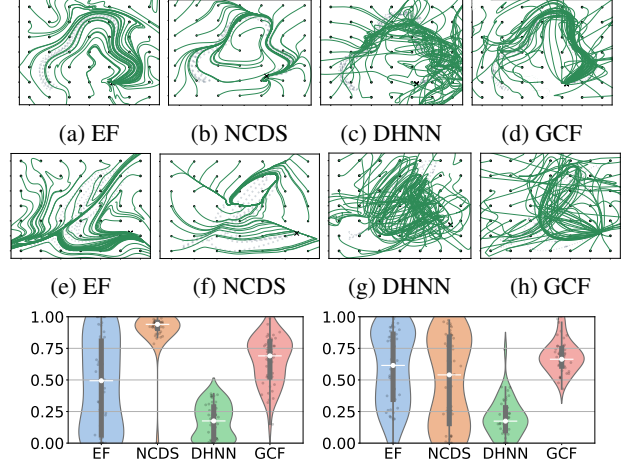 (a) EF (b) NCDS (c) DHNN (d) GCF
(e) EF (f) NCDS (g) DHNN (h) GCF
1.00 1.00
0.75 0.75
0.50 0.50
0.25 0.25
0.00 0.00
EF NCDS DHNN GCF EF NCDS DHNN GCF